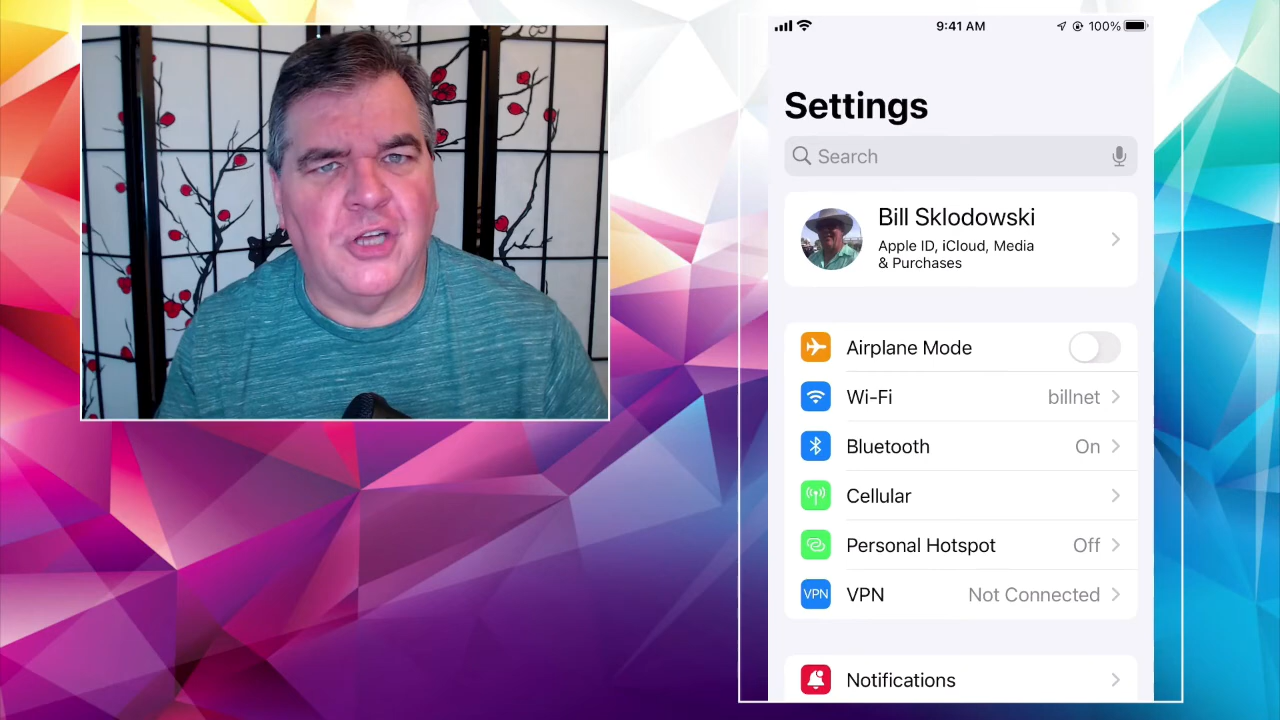 9:41 AM
100%
Settings
Search
Bill Sklodowski
Apple ID, iCloud, Media
& Purchases
Airplane Mode
Wi-Fi billnet
Bluetooth On
Cellular
Personal Hotspot Off
VPN VPN Not Connected
Notifications